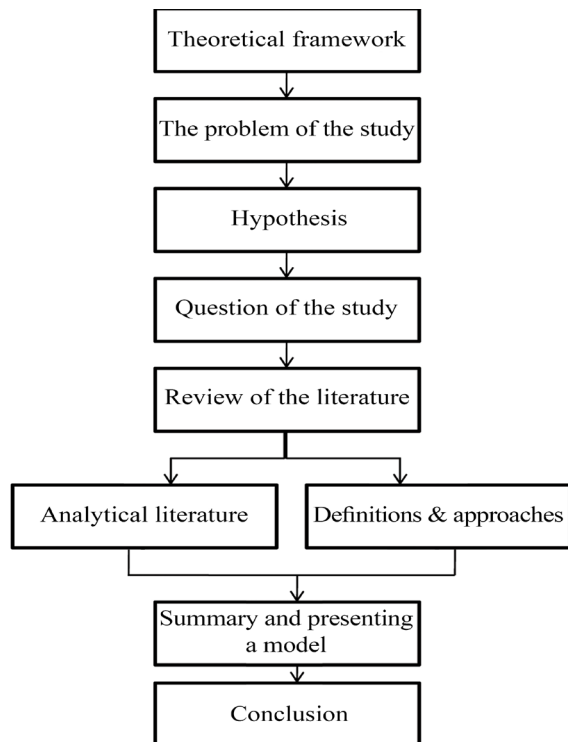 Theoretical framework
The problem of the study
Hypothesis
Question of the study
Review of the literature
Analytical literature
Definitions & approaches
Summary and presenting
a model
Conclusion